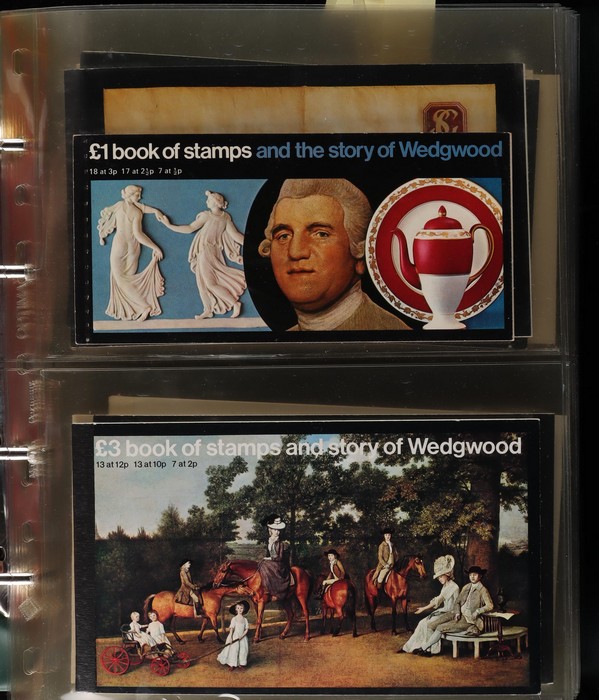 £1 book of stamps and the story of Wedgwood
18 at 3p 17 at 2½p 7 at ½p
£3 book of stamps and story of Wedgwood
13 at 12p 13 at 10p 7 at 2p